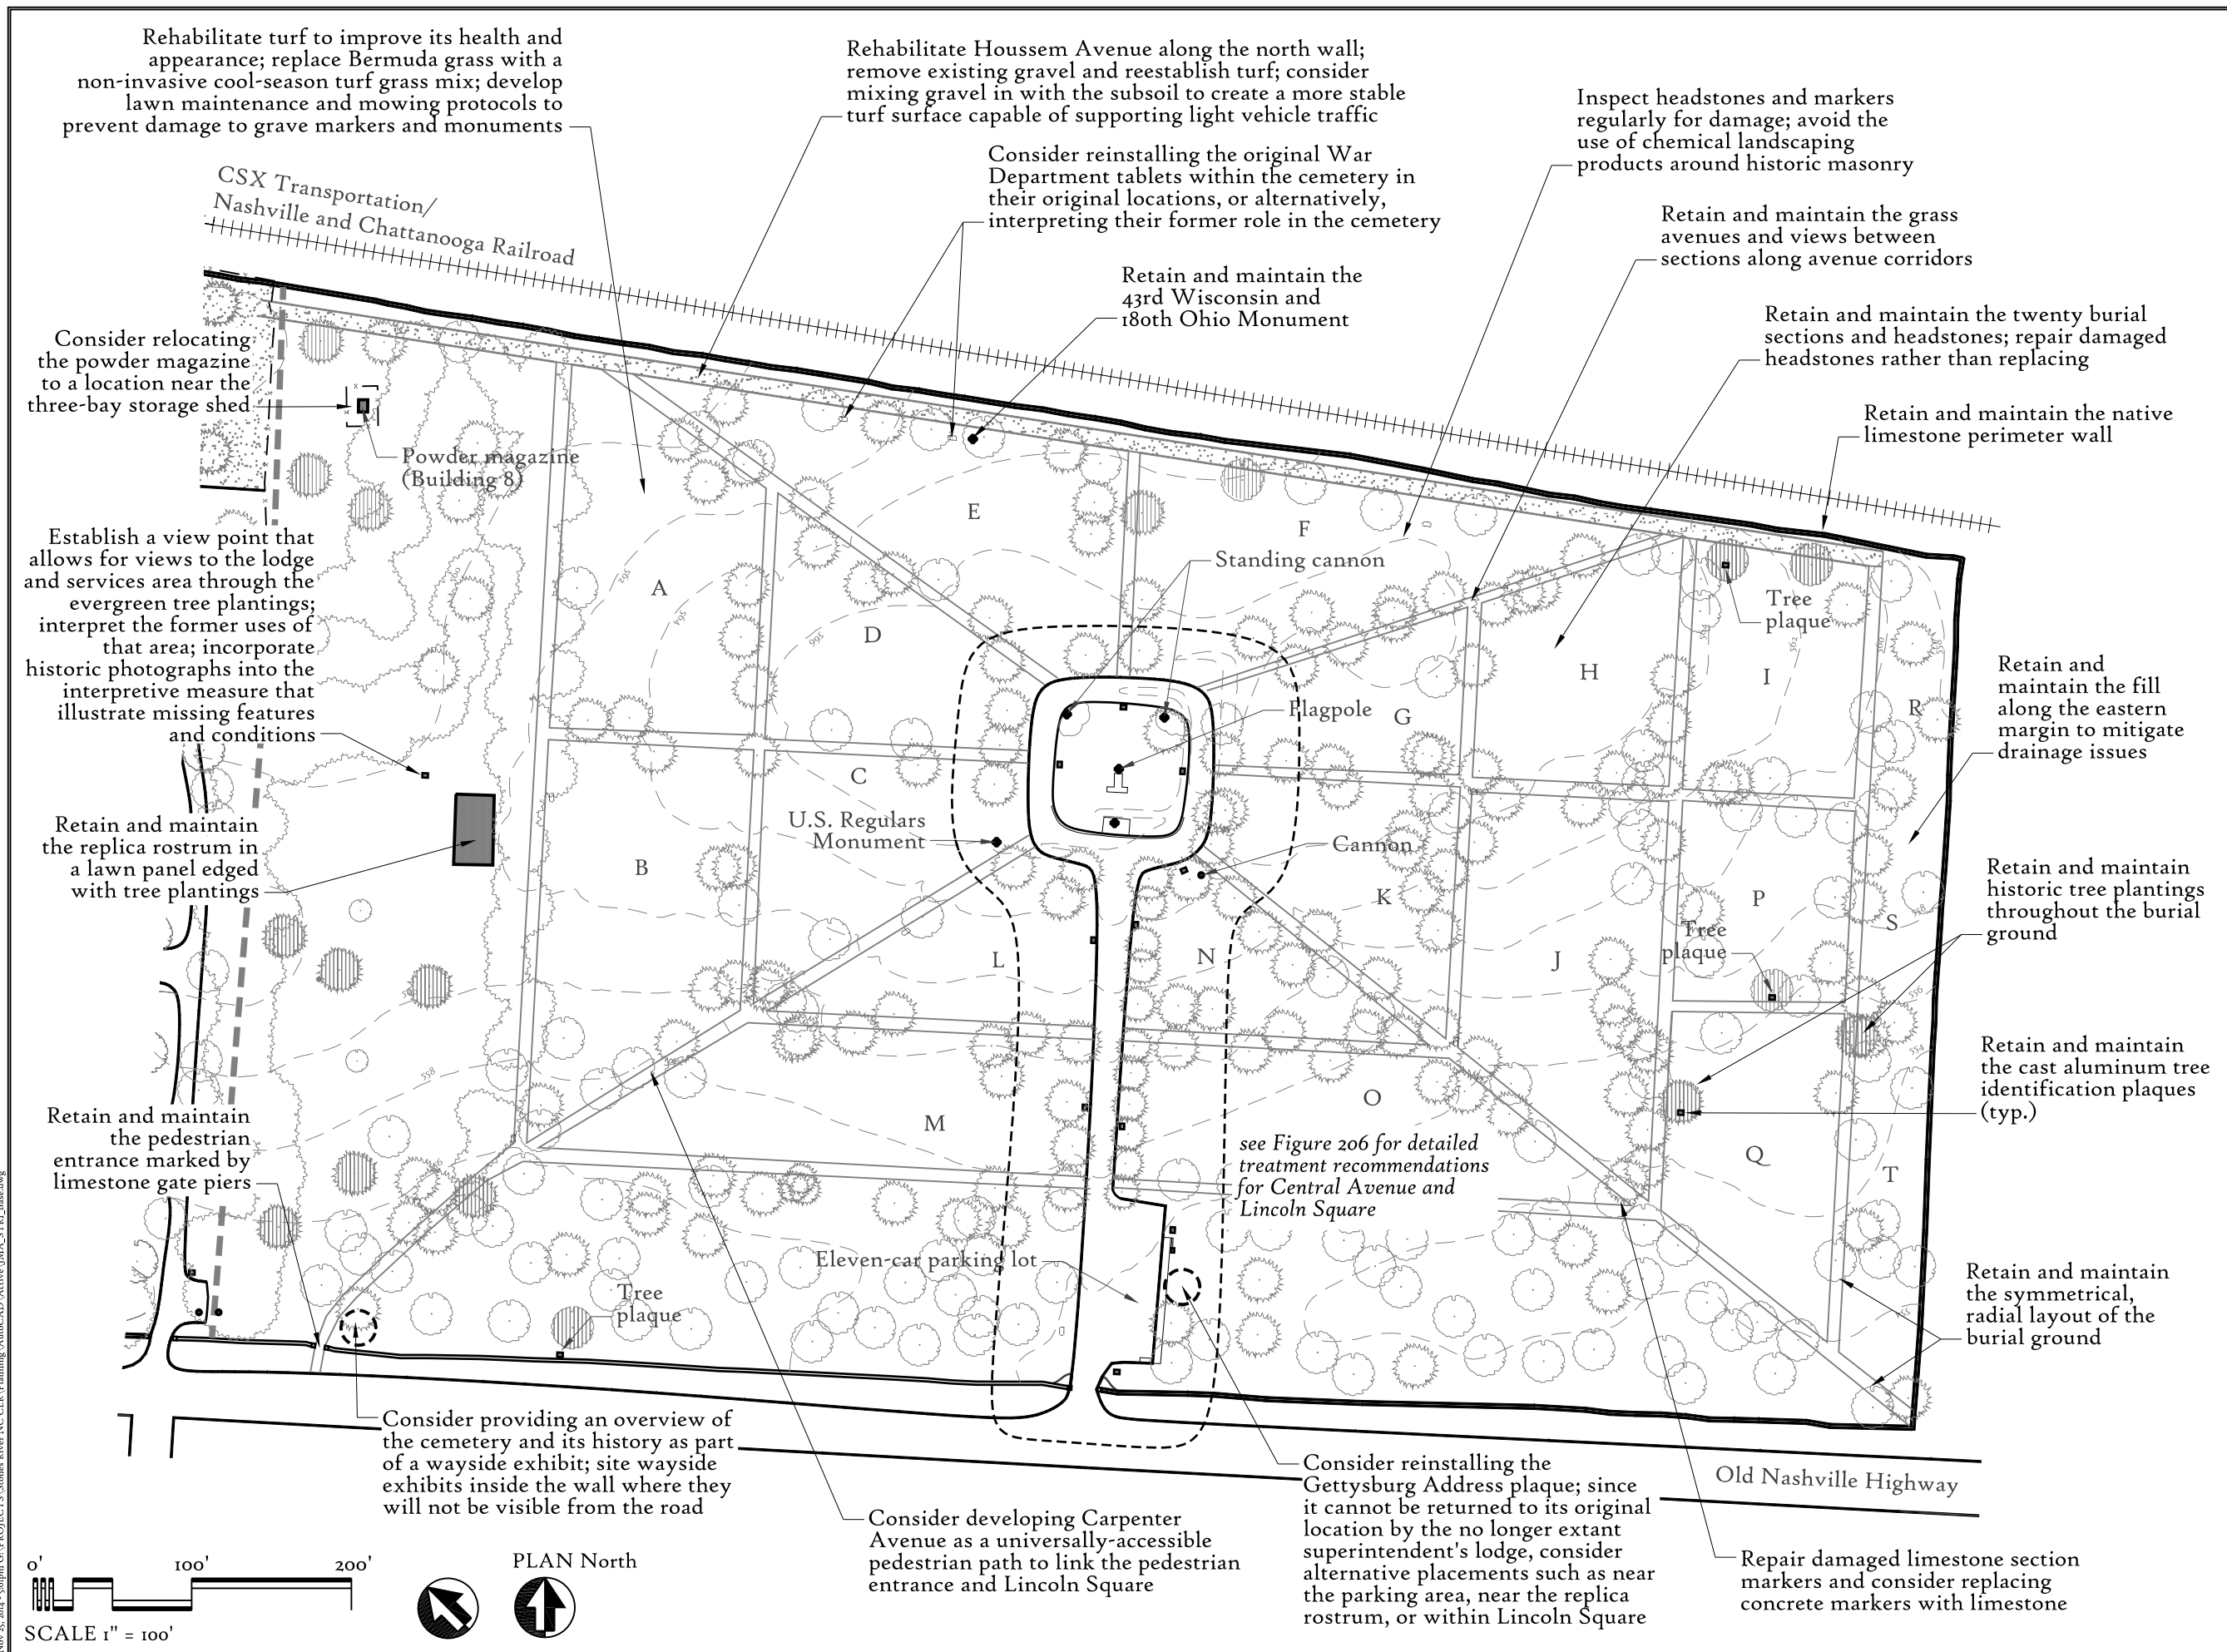 Rehabilitate turf to improve its health and
appearance; replace Bermuda grass with a
non-invasive cool-season turf grass mix; develop
lawn maintenance and mowing protocols to
prevent damage to grave markers and monuments
Rehabilitate Houssem Avenue along the north wall;
remove existing gravel and reestablish turf; consider
mixing gravel in with the subsoil to create a more stable
turf surface capable of supporting light vehicle traffic
Consider reinstalling the original War
Department tablets within the cemetery in
their original locations, or alternatively,
interpreting their former role in the cemetery
Inspect headstones and markers
regularly for damage; avoid the
use of chemical landscaping
products around historic masonry
Retain and maintain the grass
avenues and views between
sections along avenue corridors
CSX Transportation/
Nashville and Chattanooga Railroad
Retain and maintain the
43rd Wisconsin and
180th Ohio Monument
Retain and maintain the twenty burial
sections and headstones; repair damaged
headstones rather than replacing
Retain and maintain the native
limestone perimeter wall
Consider relocating
the powder magazine
to a location near the
three-bay storage shed
Powder magazine
(Building 8)
Establish a view point that
allows for views to the lodge
and services area through the
evergreen tree plantings;
interpret the former uses of
that area; incorporate
historic photographs into the
interpretive measure that
illustrate missing features
and conditions
A
D
E
F
Standing cannon
Tree
plaque
H
I
R
G
Flagpole
Retain and
maintain the fill
along the eastern
margin to mitigate
drainage issues
C
B
U.S. Regulars
Monument
Cannon
Retain and maintain
the replica rostrum in
a lawn panel edged
with tree plantings
K
P
S
Tree
plaque
L
N
J
Retain and maintain
historic tree plantings
throughout the burial
ground
Retain and maintain
the cast aluminum tree
identification plaques
(typ.)
558
M
O
Q
T
see Figure 206 for detailed
treatment recommendations
for Central Avenue and
Lincoln Square
Retain and maintain
the pedestrian
entrance marked by
limestone gate piers
Eleven-car parking lot
Tree
plaque
Retain and maintain
the symmetrical,
radial layout of the
burial ground
Consider providing an overview of
the cemetery and its history as part
of a wayside exhibit; site wayside
exhibits inside the wall where they
will not be visible from the road
Consider developing Carpenter
Avenue as a universally-accessible
pedestrian path to link the pedestrian
entrance and Lincoln Square
Consider reinstalling the
Gettysburg Address plaque; since
it cannot be returned to its original
location by the no longer extant
superintendent's lodge, consider
alternative placements such as near
the parking area, near the replica
rostrum, or within Lincoln Square
Old Nashville Highway
Repair damaged limestone section
markers and consider replacing
concrete markers with limestone
0' 100' 200'
SCALE 1" = 100'
PLAN North